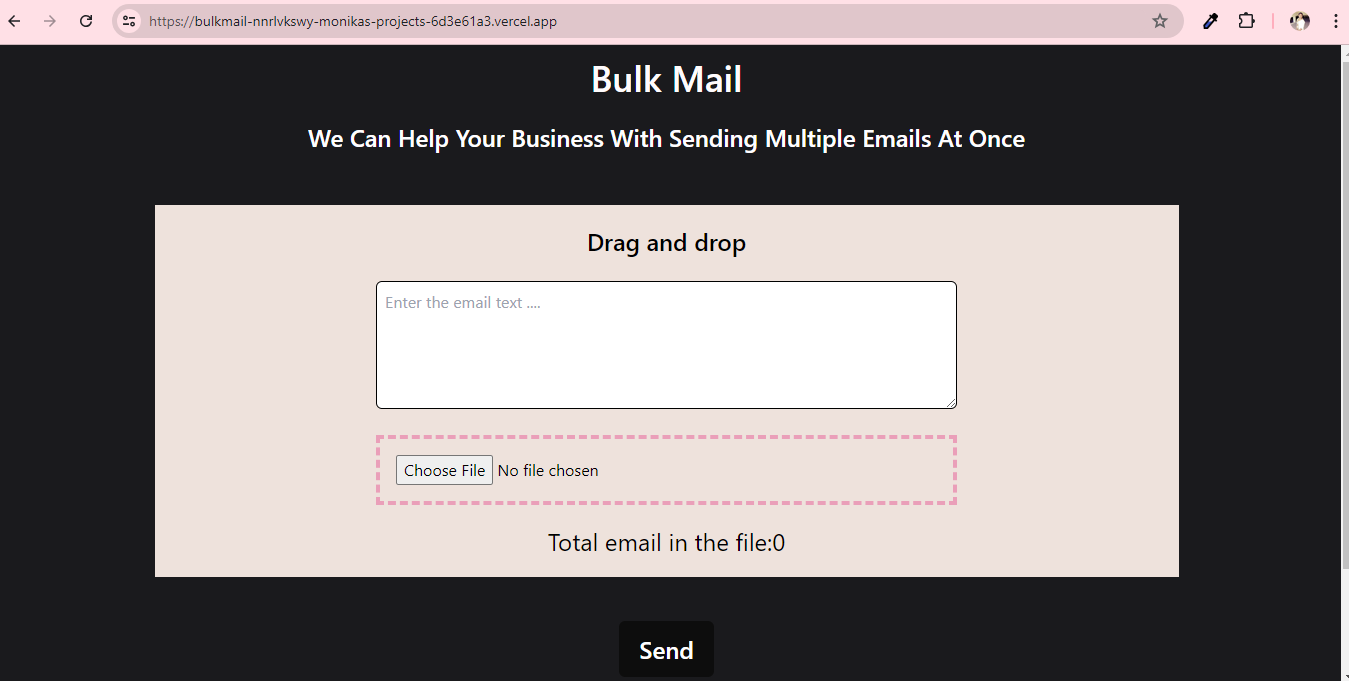 https://bulkmail-nnrlvkswy-monikas-projects-6d3e61a3.vercel.app
Bulk Mail
We Can Help Your Business With Sending Multiple Emails At Once
Drag and drop
Enter the email text ....
Choose File No file chosen
Total email in the file:0
Send